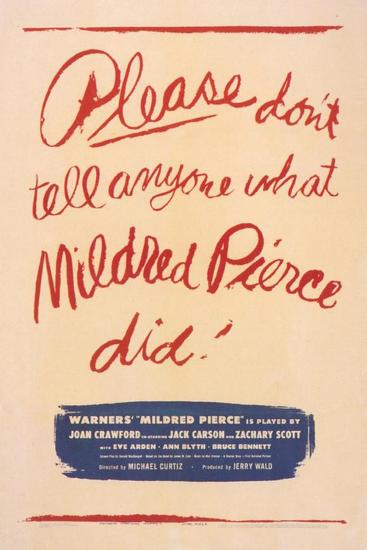 Please don't
tell anyone what
Mildred Pierce
did!
WARNERS' "MILDRED PIERCE" IS PLAYED BY
JOAN CRAWFORD CO-STARRING JACK CARSON AND ZACHARY SCOTT
WITH EVE ARDEN · ANN BLYTH · BRUCE BENNETT
Directed by MICHAEL CURTIZ · Produced by JERRY WALD